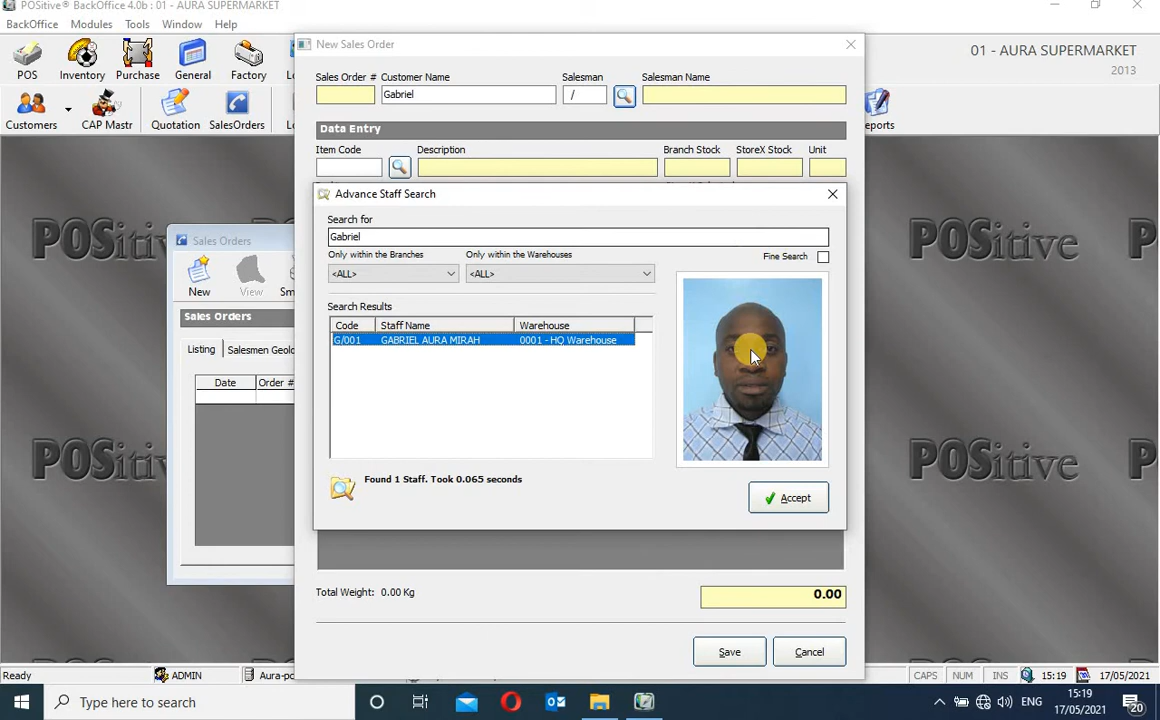 POSitive® BackOffice 4.0b : 01 - AURA SUPERMARKET
BackOffice Modules Tools Window Help
POS Inventory Purchase General Factory
Customers CAP Mastr Quotation SalesOrders
01 - AURA SUPERMARKET
2013
New Sales Order
Sales Order # Customer Name Salesman Salesman Name
Gabriel /
Data Entry
Item Code Description Branch Stock StoreX Stock Unit
Advance Staff Search
Search for
Gabriel
Only within the Branches Only within the Warehouses Fine Search
<ALL> <ALL>
Search Results
Code Staff Name Warehouse
G/001 GABRIEL AURA MIRAH 0001 - HQ Warehouse
Found 1 Staff. Took 0.065 seconds
Accept
Total Weight: 0.00 Kg
0.00
Save Cancel
Sales Orders
New View
Sales Orders
Listing
Date Order #
POSitive
POSitive
POSitive
POSitive
Ready ADMIN CAPS NUM INS 15:19 17/05/2021
Type here to search
ENG
15:19
17/05/2021
20